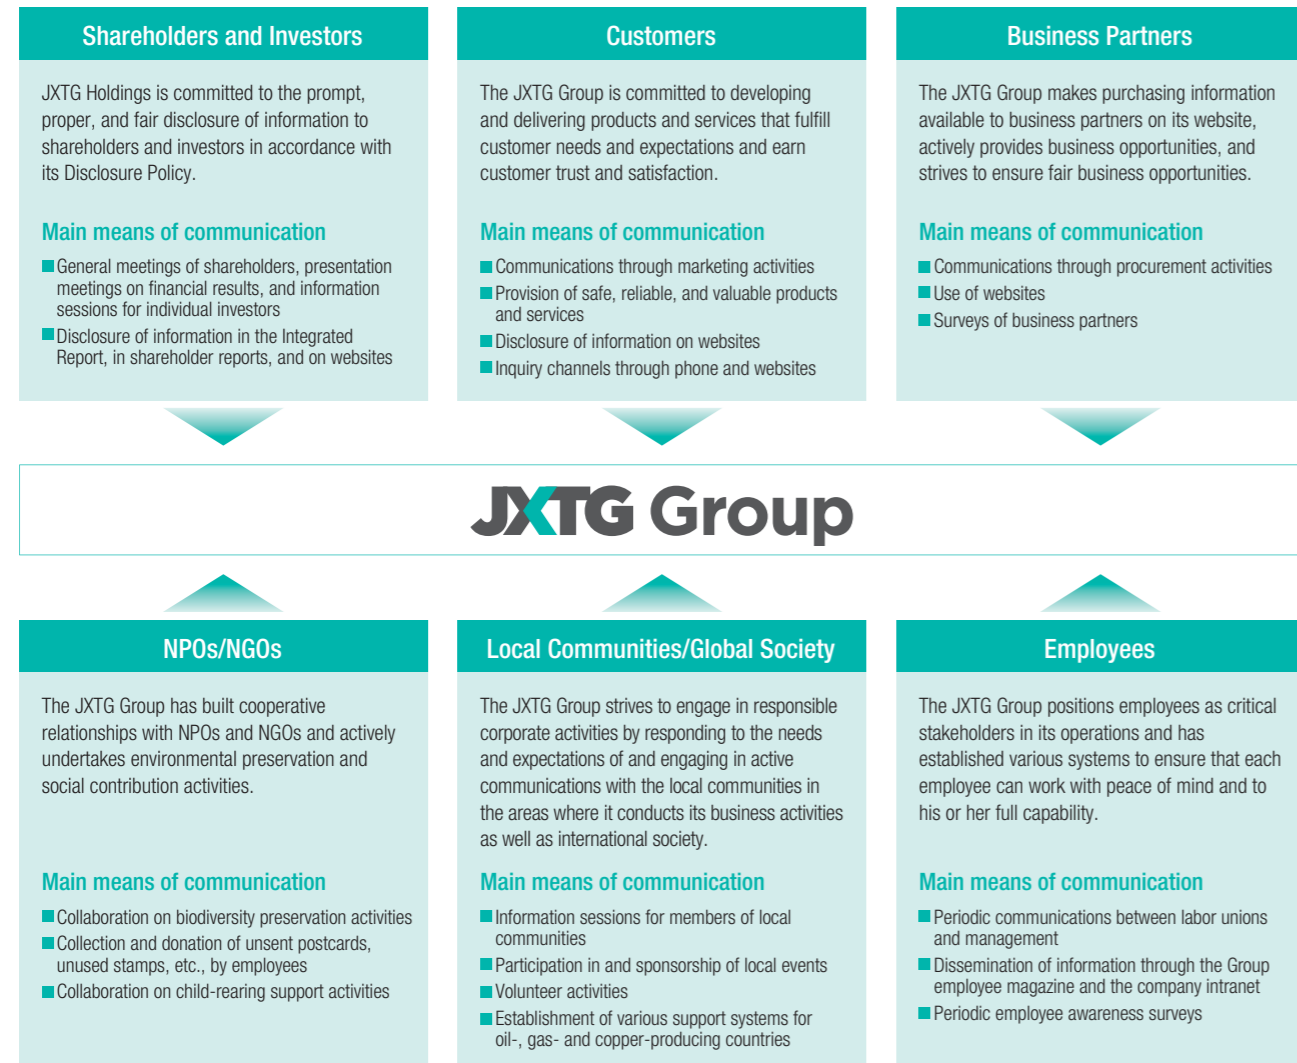 Shareholders and Investors
JXTG Holdings is committed to the prompt,
proper, and fair disclosure of information to
shareholders and investors in accordance with
its Disclosure Policy.
Main means of communication
General meetings of shareholders, presentation
meetings on financial results, and information
sessions for individual investors
Disclosure of information in the Integrated
Report, in shareholder reports, and on websites
Customers
The JXTG Group is committed to developing
and delivering products and services that fulfill
customer needs and expectations and earn
customer trust and satisfaction.
Main means of communication
Communications through marketing activities
Provision of safe, reliable, and valuable products
and services
Disclosure of information on websites
Inquiry channels through phone and websites
Business Partners
The JXTG Group makes purchasing information
available to business partners on its website,
actively provides business opportunities, and
strives to ensure fair business opportunities.
Main means of communication
Communications through procurement activities
Use of websites
Surveys of business partners
JXTG Group
NPOs/NGOs
The JXTG Group has built cooperative
relationships with NPOs and NGOs and actively
undertakes environmental preservation and
social contribution activities.
Main means of communication
Collaboration on biodiversity preservation activities
Collection and donation of unsent postcards,
unused stamps, etc., by employees
Collaboration on child-rearing support activities
Local Communities/Global Society
The JXTG Group strives to engage in responsible
corporate activities by responding to the needs
and expectations of and engaging in active
communications with the local communities in
the areas where it conducts its business activities
as well as international society.
Main means of communication
Information sessions for members of local
communities
Participation in and sponsorship of local events
Volunteer activities
Establishment of various support systems for
oil-, gas- and copper-producing countries
Employees
The JXTG Group positions employees as critical
stakeholders in its operations and has
established various systems to ensure that each
employee can work with peace of mind and to
his or her full capability.
Main means of communication
Periodic communications between labor unions
and management
Dissemination of information through the Group
employee magazine and the company intranet
Periodic employee awareness surveys